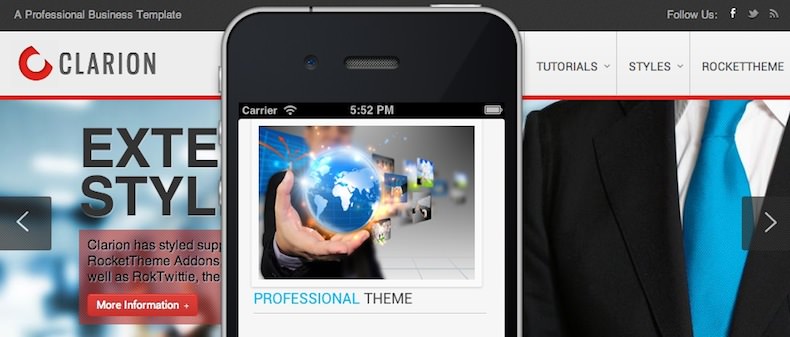 A Professional Business Template
Follow Us:
CLARION
TUTORIALS
STYLES
ROCKETTHEME
Carrier
5:52 PM
EXTE
STYL
Clarion has styled supp
RocketTheme Addons,
well as RokTwittie, the
More Information +
PROFESSIONAL THEME